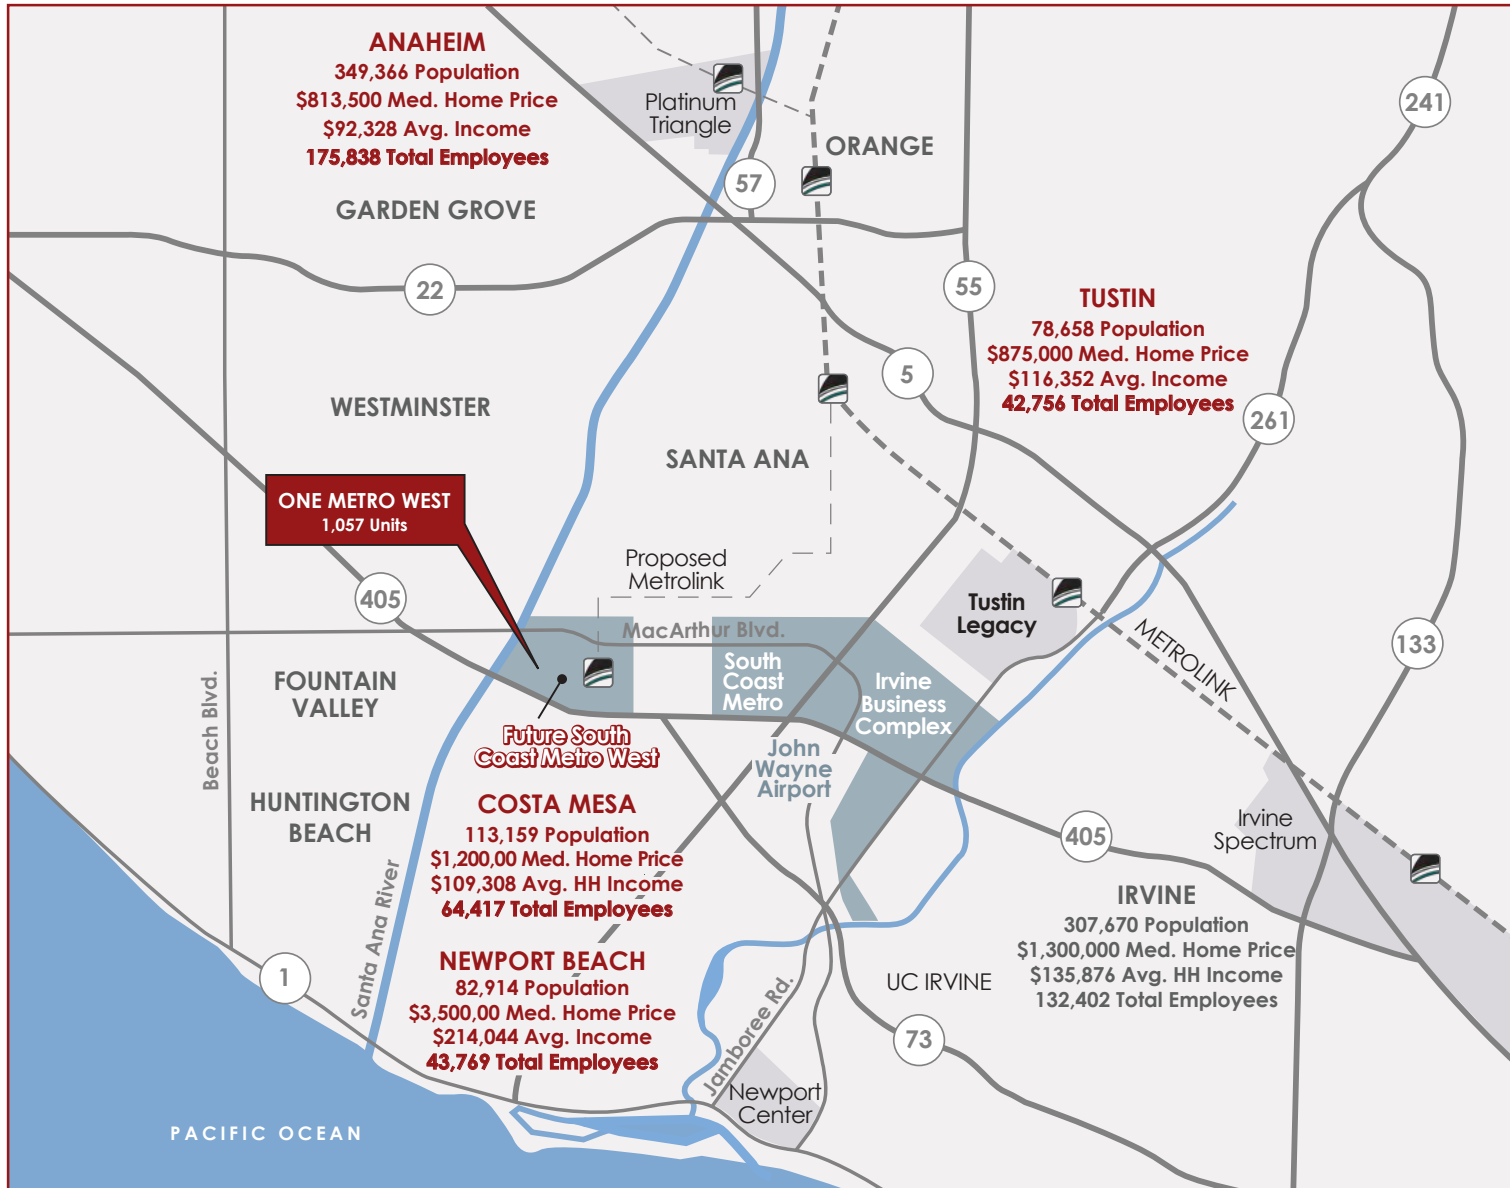 ANAHEIM
349,366 Population
$813,500 Med. Home Price
$92,328 Avg. Income
175,838 Total Employees
Platinum
Triangle
ORANGE
241
57
GARDEN GROVE
22
55
TUSTIN
78,658 Population
$875,000 Med. Home Price
$116,352 Avg. Income
42,756 Total Employees
5
261
WESTMINSTER
SANTA ANA
ONE METRO WEST
1,057 Units
Proposed
Metrolink
405
Tustin
Legacy
MacArthur Blvd.
METROLINK
133
South
Coast
Metro
Irvine
Business
Complex
FOUNTAIN
VALLEY
Beach Blvd.
Future South
Coast Metro West
John
Wayne
Airport
HUNTINGTON
BEACH
COSTA MESA
113,159 Population
$1,200,00 Med. Home Price
$109,308 Avg. HH Income
64,417 Total Employees
405
Irvine
Spectrum
Santa Ana River
IRVINE
307,670 Population
$1,300,000 Med. Home Price
$135,876 Avg. HH Income
132,402 Total Employees
1
NEWPORT BEACH
82,914 Population
$3,500,00 Med. Home Price
$214,044 Avg. Income
43,769 Total Employees
UC IRVINE
Jamboree Rd.
73
Newport
Center
PACIFIC OCEAN